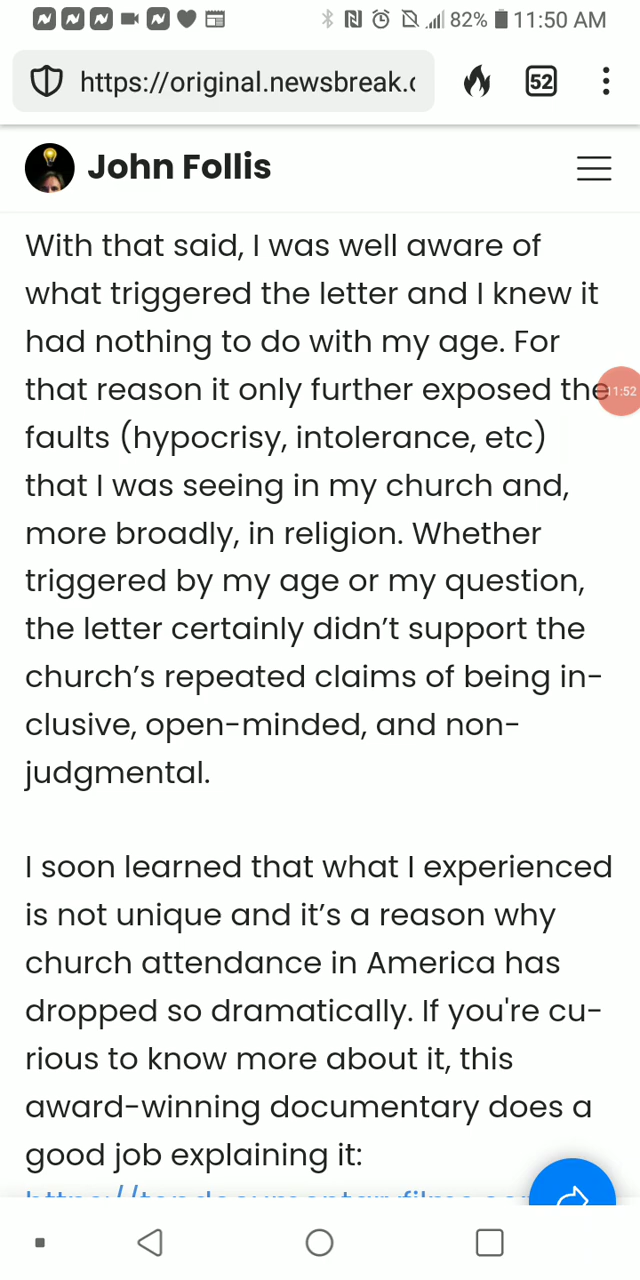 82% 11:50 AM
https://original.newsbreak.c
52
John Follis
With that said, I was well aware of
what triggered the letter and I knew it
had nothing to do with my age. For
that reason it only further exposed the
11:52
faults (hypocrisy, intolerance, etc)
that I was seeing in my church and,
more broadly, in religion. Whether
triggered by my age or my question,
the letter certainly didn’t support the
church’s repeated claims of being in-
clusive, open-minded, and non-
judgmental.
I soon learned that what I experienced
is not unique and it’s a reason why
church attendance in America has
dropped so dramatically. If you're cu-
rious to know more about it, this
award-winning documentary does a
good job explaining it: